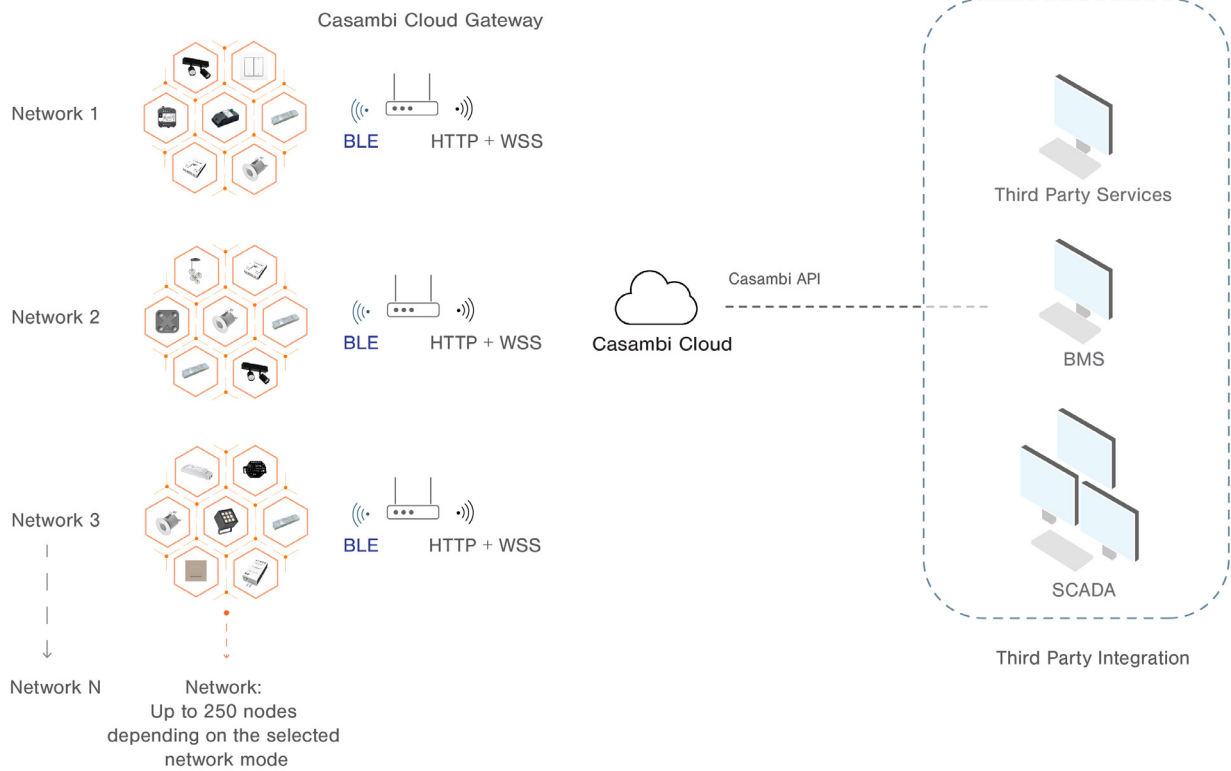 Casambi Cloud Gateway
Network 1
BLE
HTTP + WSS
Third Party Services
Network 2
BLE
HTTP + WSS
Casambi Cloud
Casambi API
BMS
Network 3
BLE
HTTP + WSS
SCADA
Third Party Integration
Network N
Network:
Up to 250 nodes
depending on the selected
network mode